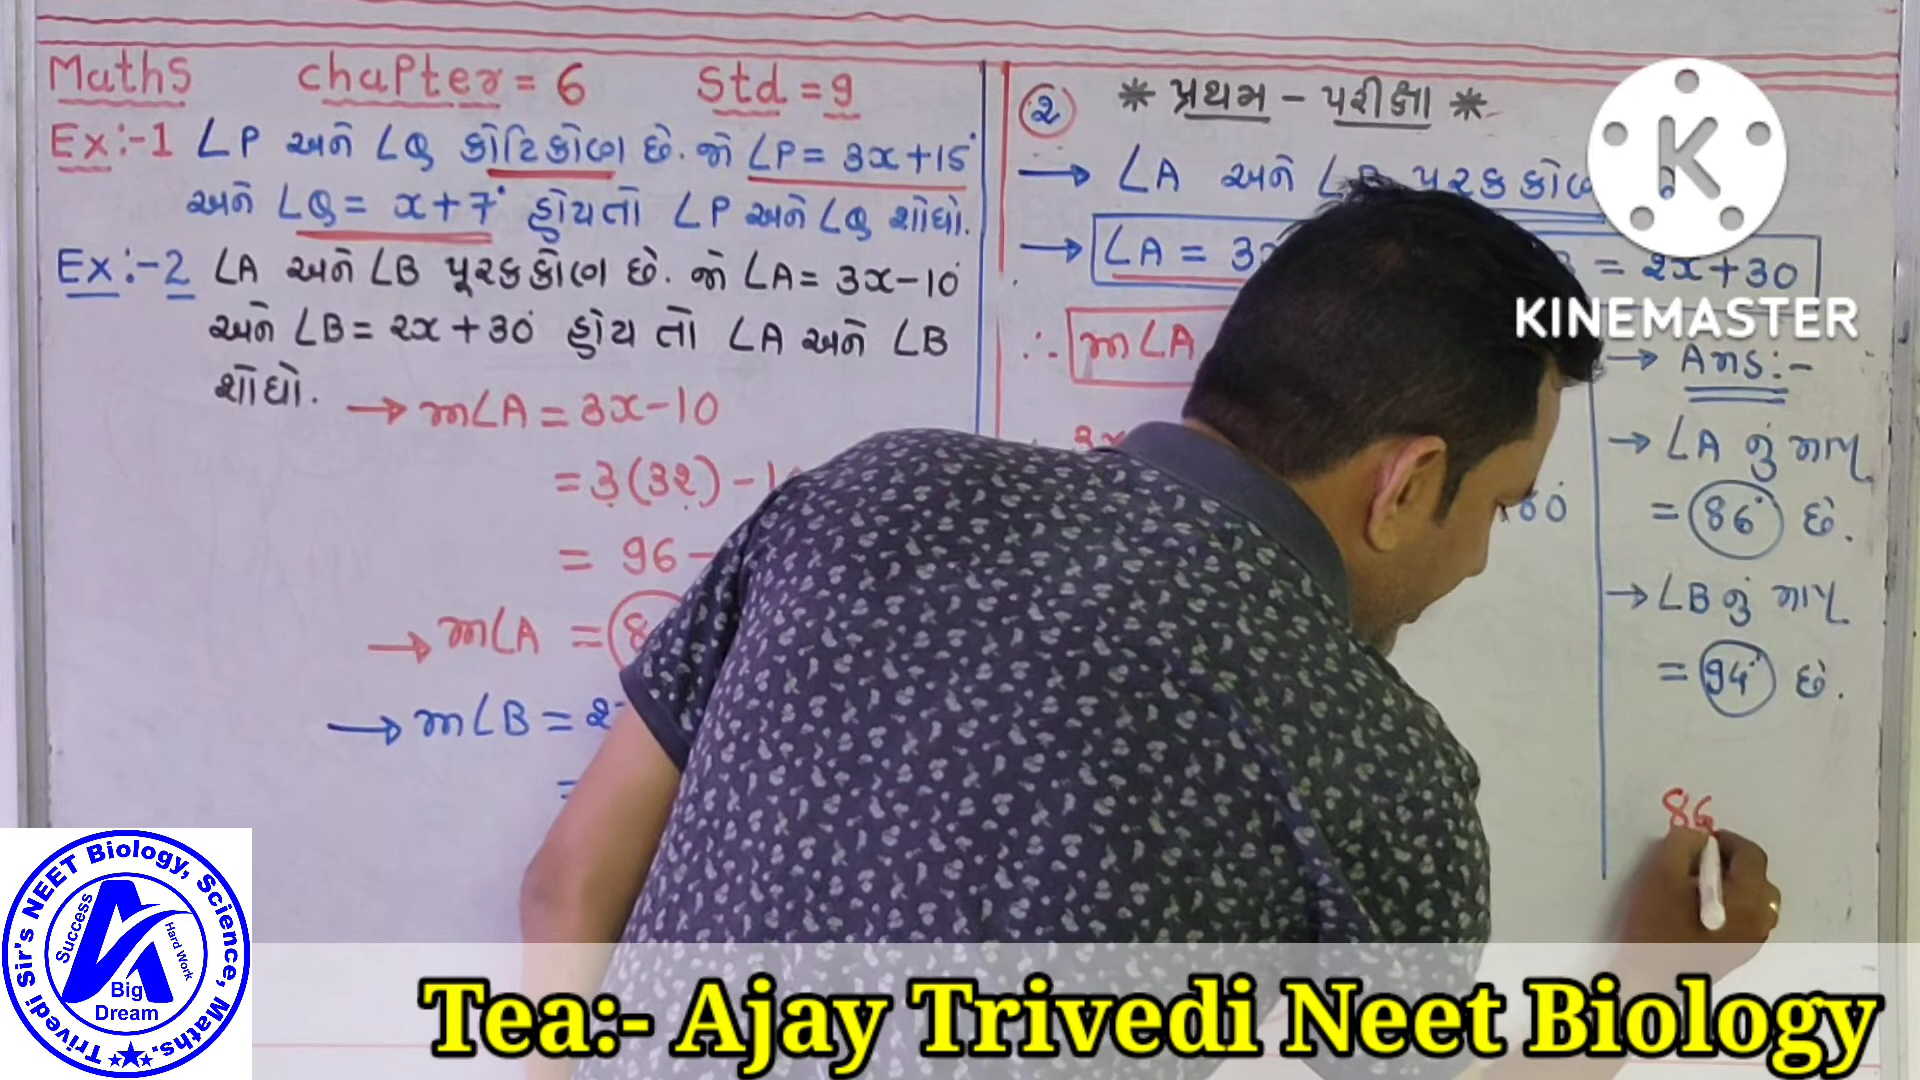 Maths chapter = 6 Std = 9
Ex:-1 ∠P અને ∠Q કોટિકોણ છે. જો ∠P = 3x+15°
અને ∠Q = x+7° હોય તો ∠P અને ∠Q શોધો.
Ex:-2 ∠A અને ∠B પૂરકકોણ છે. જો ∠A = 3x-10°
અને ∠B = 2x+30° હોય તો ∠A અને ∠B
શોધો.
→ m∠A = 3x-10
= 3(32)-
= 96-
→ m∠A =
→ m∠B =
(2) * પ્રથમ - પરીક્ષા *
→ ∠A અને
→ ∠A = 3x
= 2x+30
∴ m∠A
→ Ans:-
→ ∠A નું માપ
= 86° છે.
→ ∠B નું માપ
= 94° છે.
86
KINEMASTER
Trivedi Sir's NEET Biology, Science, Maths.
Success
Hard Work
Big
Dream
Tea:- Ajay Trivedi Neet Biology